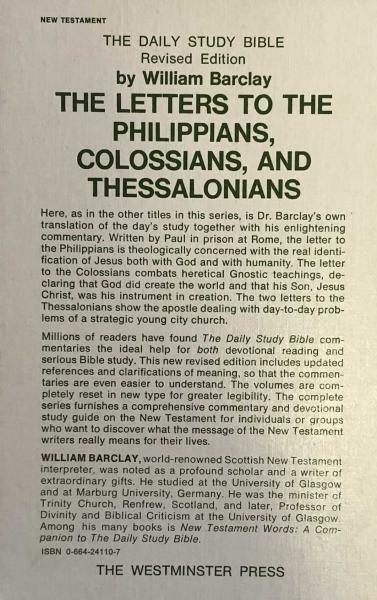 NEW TESTAMENT
THE DAILY STUDY BIBLE
Revised Edition
by William Barclay
THE LETTERS TO THE
PHILIPPIANS,
COLOSSIANS, AND
THESSALONIANS
Here, as in the other titles in this series, is Dr. Barclay's own
translation of the day's study together with his enlightening
commentary. Written by Paul in prison at Rome, the letter to
the Philippians is theologically concerned with the real identi-
fication of Jesus both with God and with humanity. The letter
to the Colossians combats heretical Gnostic teachings, de-
claring that God did create the world and that his Son, Jesus
Christ, was his instrument in creation. The two letters to the
Thessalonians show the apostle dealing with day-to-day prob-
lems of a strategic young city church.
Millions of readers have found The Daily Study Bible com-
mentaries the ideal help for both devotional reading and
serious Bible study. This new revised edition includes updated
references and clarifications of meaning, so that the commen-
taries are even easier to understand. The volumes are com-
pletely reset in new type for greater legibility. The complete
series furnishes a comprehensive commentary and devotional
study guide on the New Testament for individuals or groups
who want to discover what the message of the New Testament
writers really means for their lives.
WILLIAM BARCLAY, world-renowned Scottish New Testament
interpreter, was noted as a profound scholar and a writer of
extraordinary gifts. He studied at the University of Glasgow
and at Marburg University, Germany. He was the minister of
Trinity Church, Renfrew, Scotland, and later, Professor of
Divinity and Biblical Criticism at the University of Glasgow.
Among his many books is New Testament Words: A Com-
panion to The Daily Study Bible.
ISBN 0-664-24110-7
THE WESTMINSTER PRESS